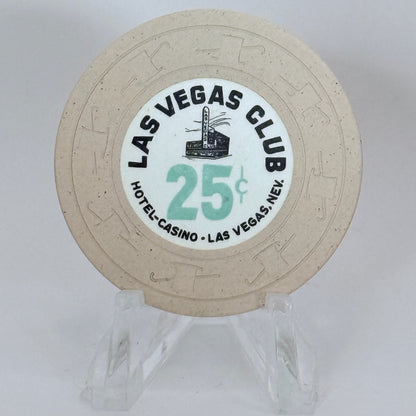 LAS VEGAS CLUB
25¢
HOTEL-CASINO • LAS VEGAS, NEV.